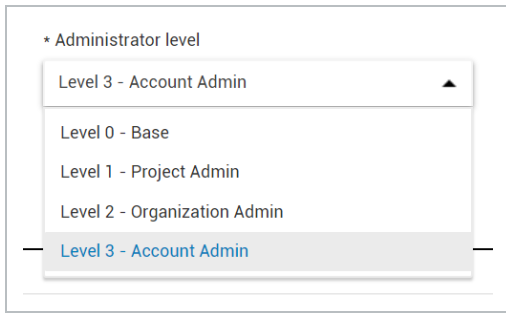 * Administrator level
Level 3 - Account Admin
Level 0 - Base
Level 1 - Project Admin
Level 2 - Organization Admin
Level 3 - Account Admin